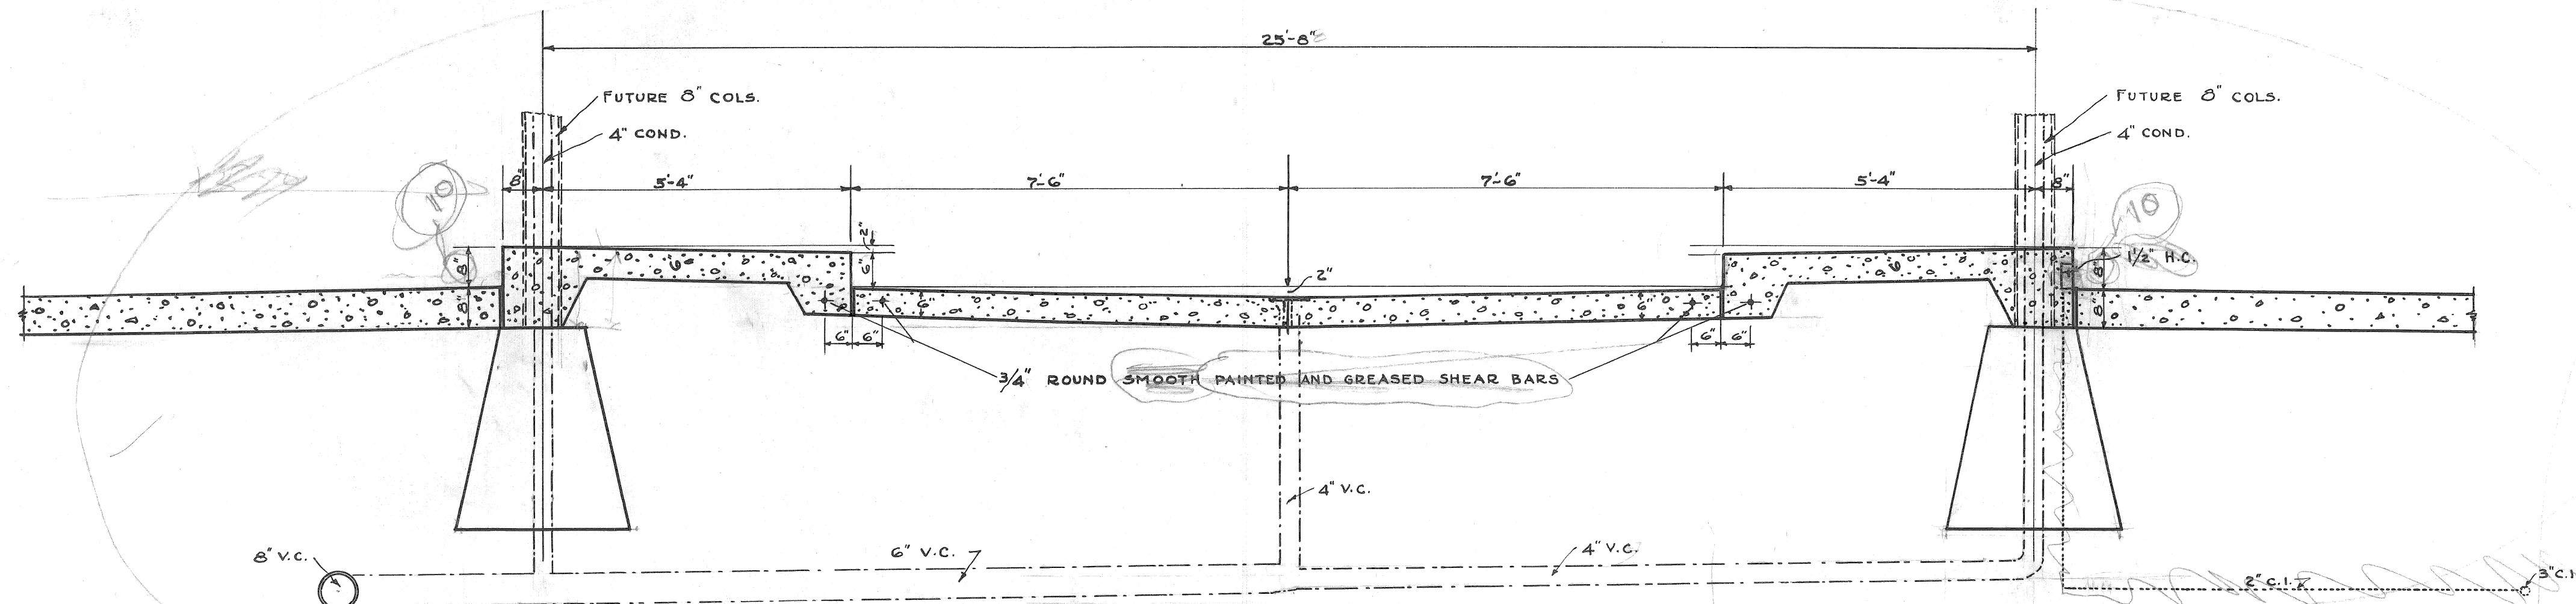 25'-8"
FUTURE 8" COLS.
4" COND.
FUTURE 8" COLS.
4" COND.
8" 5'-4" 7'-6" 7'-6" 5'-4" 8"
10
10
2"
8" 6" 6" 2" 6" 8" 1/2" H.C.
8" 6" 6" 8"
6" 6" 6" 6"
3/4" ROUND SMOOTH PAINTED AND GREASED SHEAR BARS
4" V.C.
8" V.C.
6" V.C.
4" V.C.
2" C.I.
3" C.I.